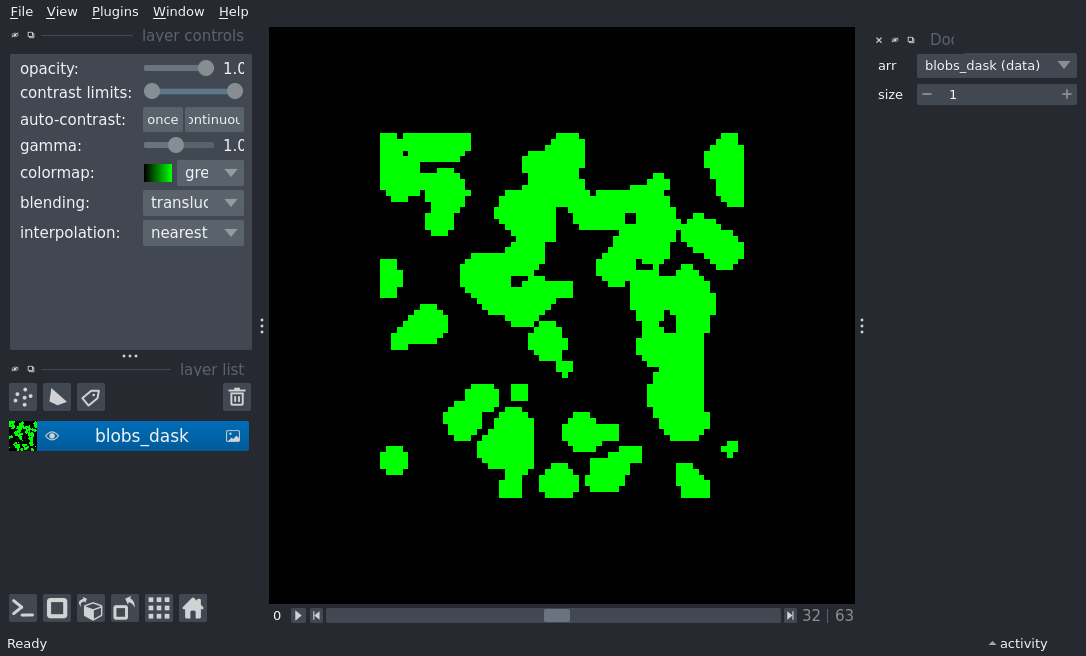 File View Plugins Window Help
layer controls
opacity: 1.0
contrast limits:
auto-contrast: once ontinuou
gamma: 1.0
colormap: gre
blending: transluc
interpolation: nearest
layer list
blobs_dask
Ready
0 32 | 63
Doc
arr blobs_dask (data)
size 1
activity